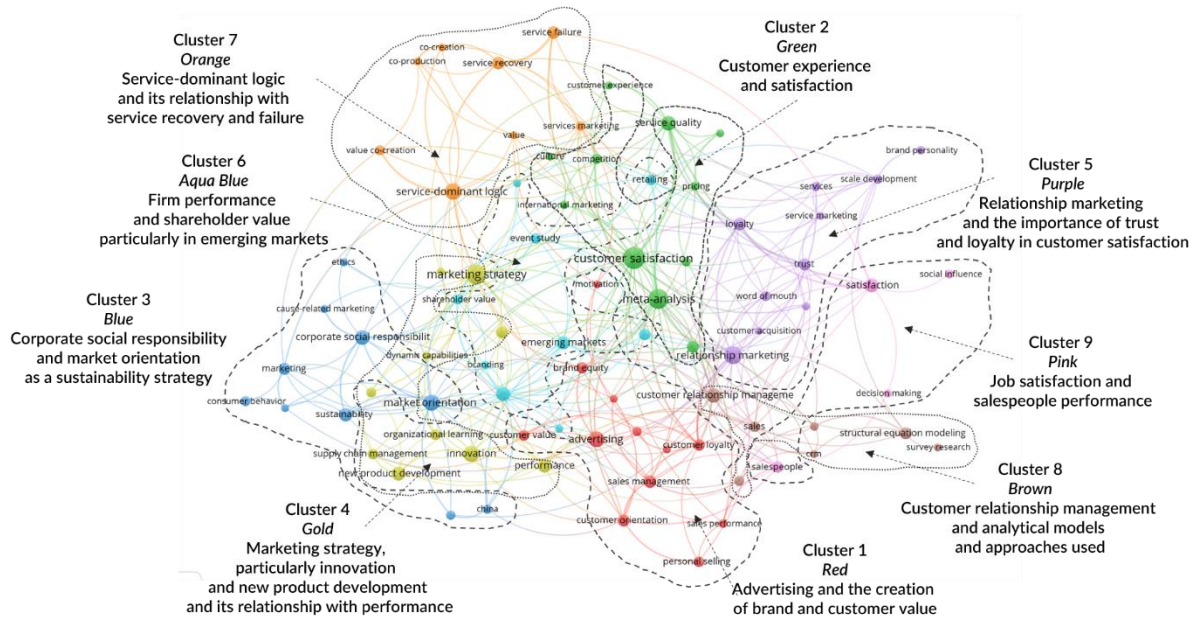 Cluster 7
Orange
Service-dominant logic
and its relationship with
service recovery and failure
Cluster 6
Aqua Blue
Firm performance
and shareholder value
particularly in emerging markets
Cluster 3
Blue
Corporate social responsibility
and market orientation
as a sustainability strategy
Cluster 4
Gold
Marketing strategy,
particularly innovation
and new product development
and its relationship with performance
Cluster 2
Green
Customer experience
and satisfaction
Cluster 5
Purple
Relationship marketing
and the importance of trust
and loyalty in customer satisfaction
Cluster 9
Pink
Job satisfaction and
salespeople performance
Cluster 8
Brown
Customer relationship management
and analytical models
and approaches used
Cluster 1
Red
Advertising and the creation
of brand and customer value
service failure
co-creation
co-production
service recovery
customer experience
value
services marketing
service quality
value co-creation
culture
competition
retailing
pricing
service-dominant logic
international marketing
event study
brand personality
services
scale development
service marketing
loyalty
ethics
marketing strategy
customer satisfaction
trust
social influence
motivation
satisfaction
shareholder value
meta-analysis
word of mouth
cause-related marketing
corporate social responsibilit
emerging markets
customer acquisition
dynamic capabilities
relationship marketing
marketing
branding
brand equity
consumer behavior
market orientation
customer relationship manageme
decision making
sustainability
sales
organizational learning
customer value
advertising
customer loyalty
structural equation modeling
supply chain management
innovation
crm
survey research
new product development
performance
salespeople
sales management
china
customer orientation
sales performance
personal selling